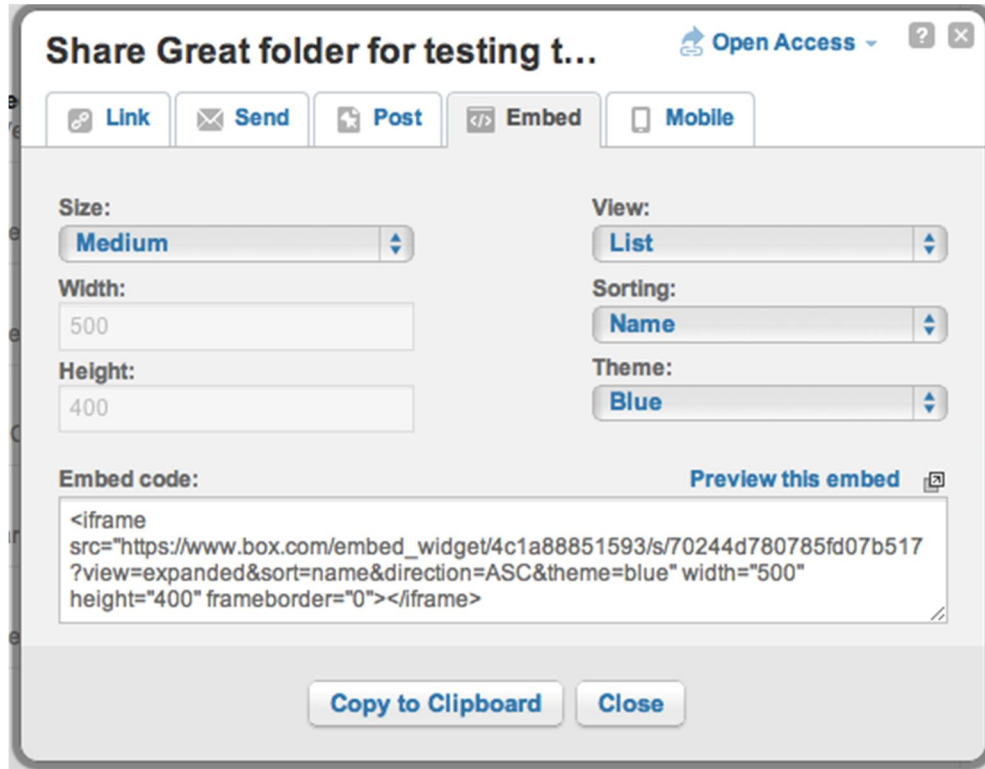 Share Great folder for testing t...
Open Access
?
Link
Send
Post
Embed
Mobile
Size:
View:
Medium
List
Width:
Sorting:
500
Name
Height:
Theme:
400
Blue
Embed code:
Preview this embed
<iframe
src="https://www.box.com/embed_widget/4c1a88851593/s/70244d780785fd07b517
?view=expanded&sort=name&direction=ASC&theme=blue" width="500"
height="400" frameborder="0"></iframe>
Copy to Clipboard
Close